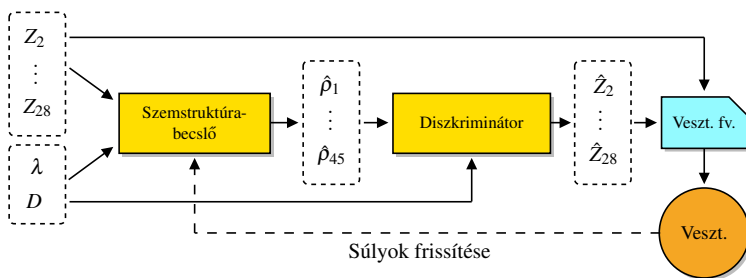 Z₂
⋮
Z₂₈
λ
D
Szemstruktúra-
becslő
ρ̂₁
⋮
ρ̂₄₅
Diszkriminátor
Ẑ₂
⋮
Ẑ₂₈
Veszt. fv.
Veszt.
Súlyok frissítése